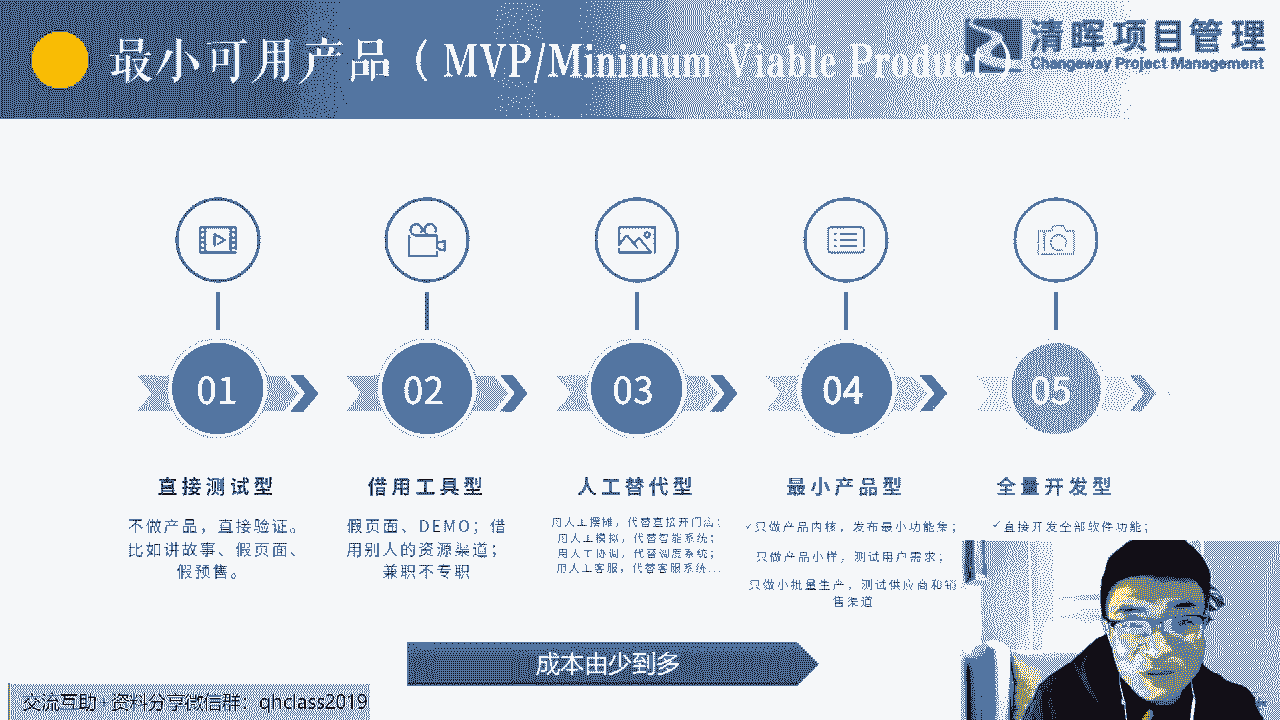 最小可用产品（MVP/Minimum Viable Produc
清晖项目管理
Changeway Project Management
01
02
03
04
05
直接测试型
不做产品，直接验证。
比如讲故事、假页面、
假预售。
借用工具型
假页面、DEMO；借
用别人的资源渠道；
兼职不专职
人工替代型
用人工摆摊，代替直接开门店；
用人工模拟，代替智能系统；
用人工协调，代替调度系统；
用人工客服，代替客服系统...
最小产品型
✓只做产品内核，发布最小功能集；
只做产品小样，测试用户需求；
只做小批量生产，测试供应商和销
售渠道
全量开发型
✓直接开发全部软件功能；
成本由少到多
交流互助+资料分享微信群：qhclass2019